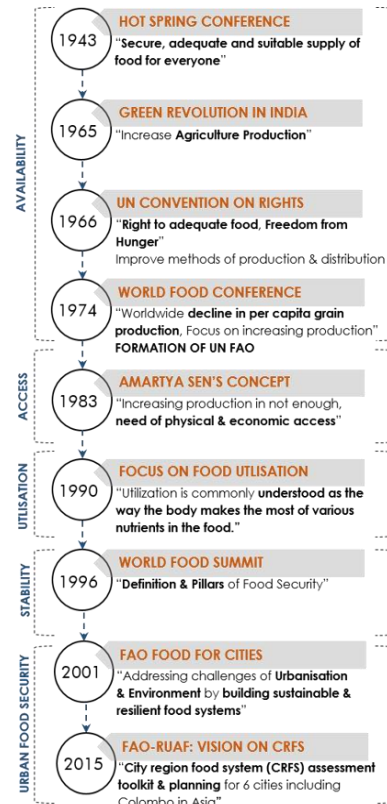 HOT SPRING CONFERENCE
1943
"Secure, adequate and suitable supply of
food for everyone"
GREEN REVOLUTION IN INDIA
1965
"Increase Agriculture Production"
AVAILABILITY
UN CONVENTION ON RIGHTS
1966
"Right to adequate food, Freedom from
Hunger"
Improve methods of production & distribution
WORLD FOOD CONFERENCE
1974
"Worldwide decline in per capita grain
production, Focus on increasing production"
FORMATION OF UN FAO
ACCESS
AMARTYA SEN'S CONCEPT
1983
"Increasing production in not enough,
need of physical & economic access"
UTLISATION
FOCUS ON FOOD UTLISATION
1990
"Utilization is commonly understood as the
way the body makes the most of various
nutrients in the food."
STABILITY
WORLD FOOD SUMMIT
1996
"Definition & Pillars of Food Security"
URBAN FOOD SECURITY
FAO FOOD FOR CITIES
2001
"Addressing challenges of Urbanisation
& Environment by building sustainable &
resilient food systems"
FAO-RUAF: VISION ON CRFS
2015
"City region food system (CRFS) assessment
toolkit & planning for 6 cities including
Colombo in Asia"